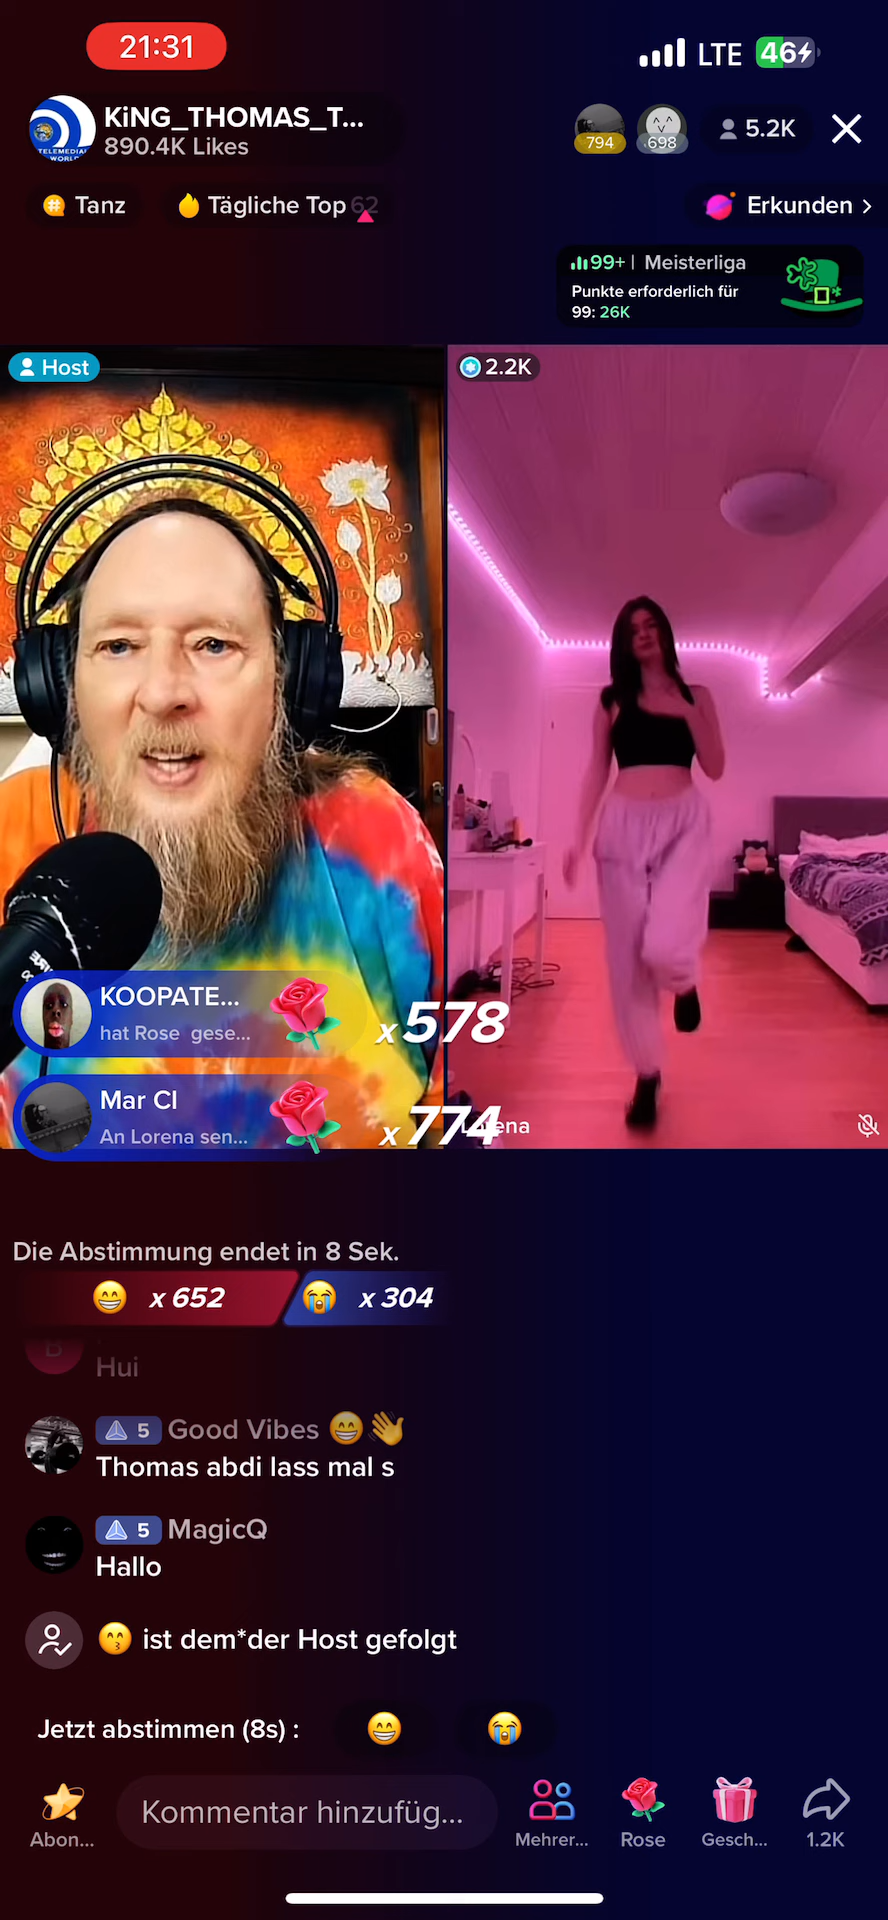 21:31
LTE 46
KiNG_THOMAS_T...
890.4K Likes
794
698
5.2K
TELEMEDIA
WORLD
Tanz
Tägliche Top 62
Erkunden >
99+ | Meisterliga
Punkte erforderlich für
99: 26K
Host
2.2K
KOOPATE...
hat Rose gese...
x578
Mar Cl
An Lorena sen...
x774
Lorena
Die Abstimmung endet in 8 Sek.
😁 x 652
😭 x 304
B
Hui
5 Good Vibes 😁👋
Thomas abdi lass mal s
5 MagicQ
Hallo
😙 ist dem*der Host gefolgt
Jetzt abstimmen (8s) : 😁 😭
Abon...
Kommentar hinzufüg...
Mehrer...
Rose
Gesch...
1.2K